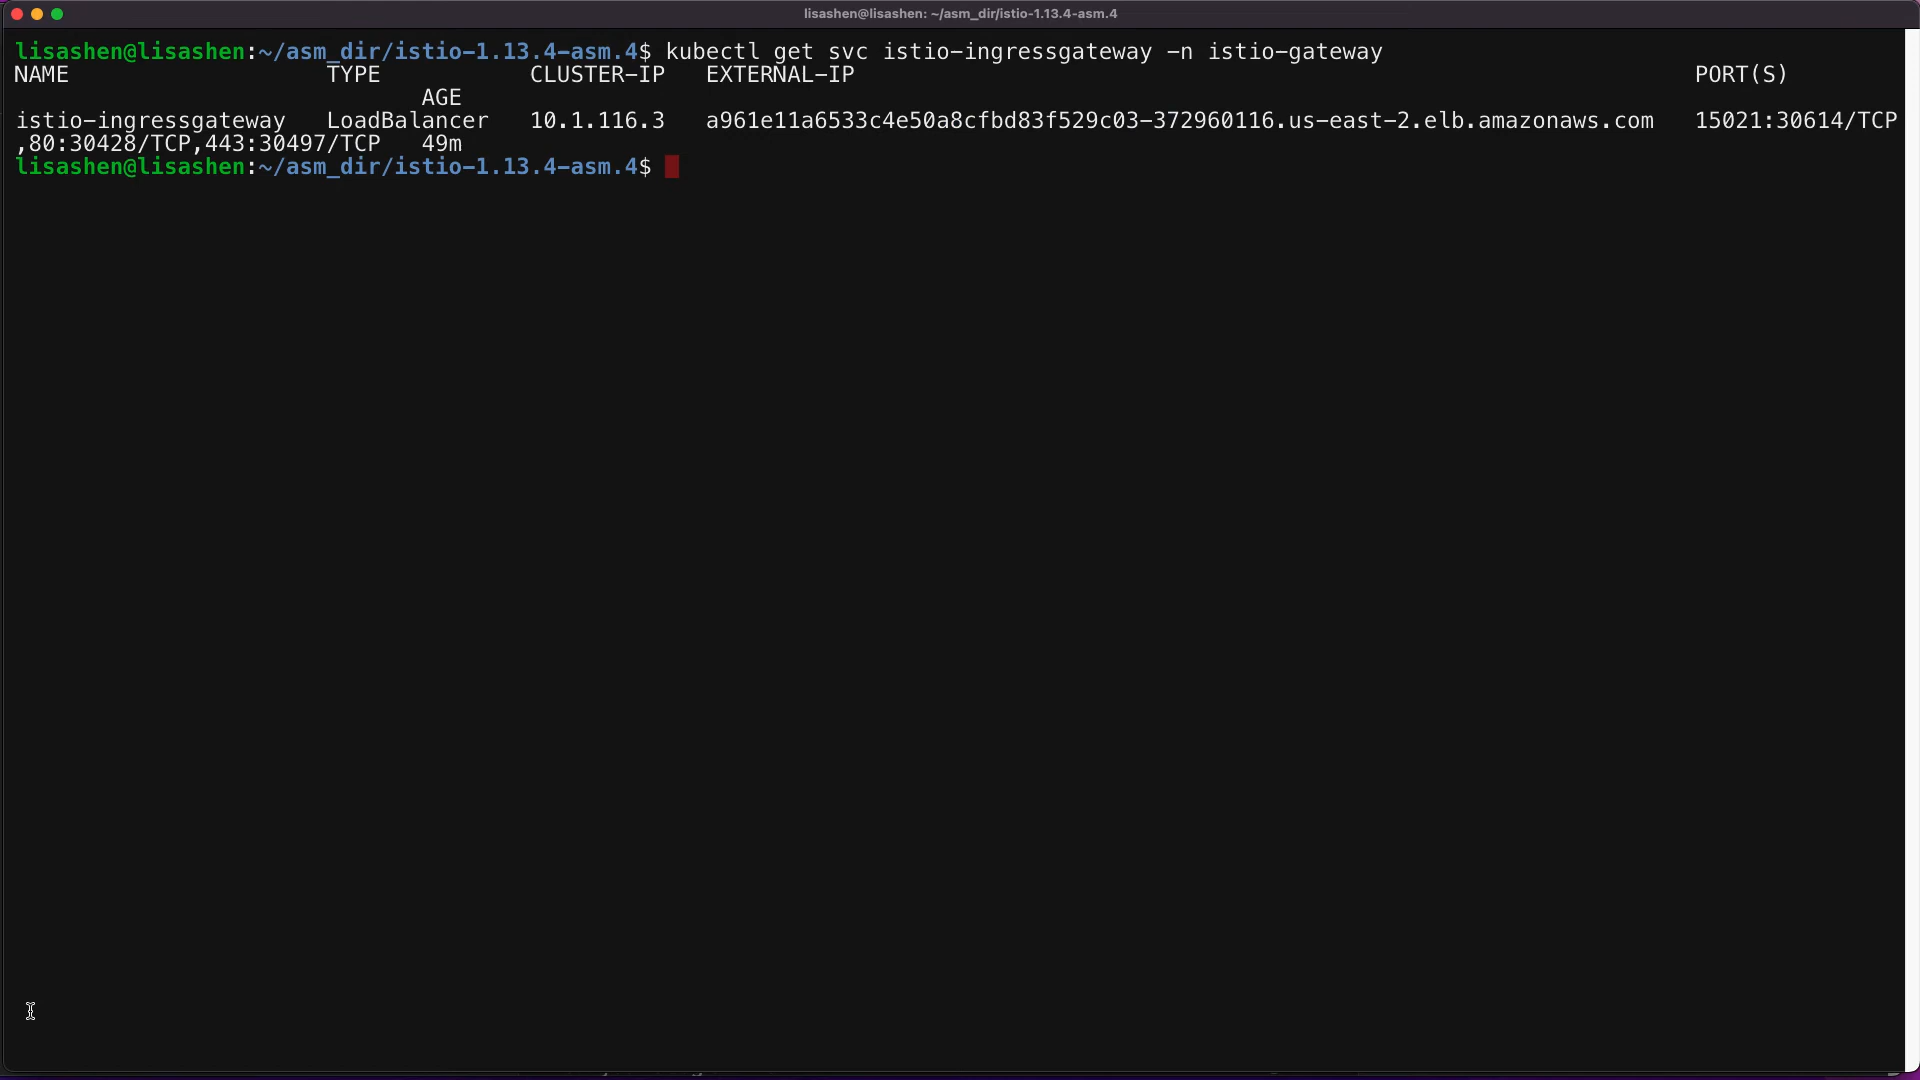 lisashen@lisashen: ~/asm_dir/istio-1.13.4-asm.4
lisashen@lisashen:~/asm_dir/istio-1.13.4-asm.4$ kubectl get svc istio-ingressgateway -n istio-gateway
NAME TYPE CLUSTER-IP EXTERNAL-IP PORT(S)
AGE
istio-ingressgateway LoadBalancer 10.1.116.3 a961e11a6533c4e50a8cfbd83f529c03-372960116.us-east-2.elb.amazonaws.com 15021:30614/TCP
,80:30428/TCP,443:30497/TCP 49m
lisashen@lisashen:~/asm_dir/istio-1.13.4-asm.4$